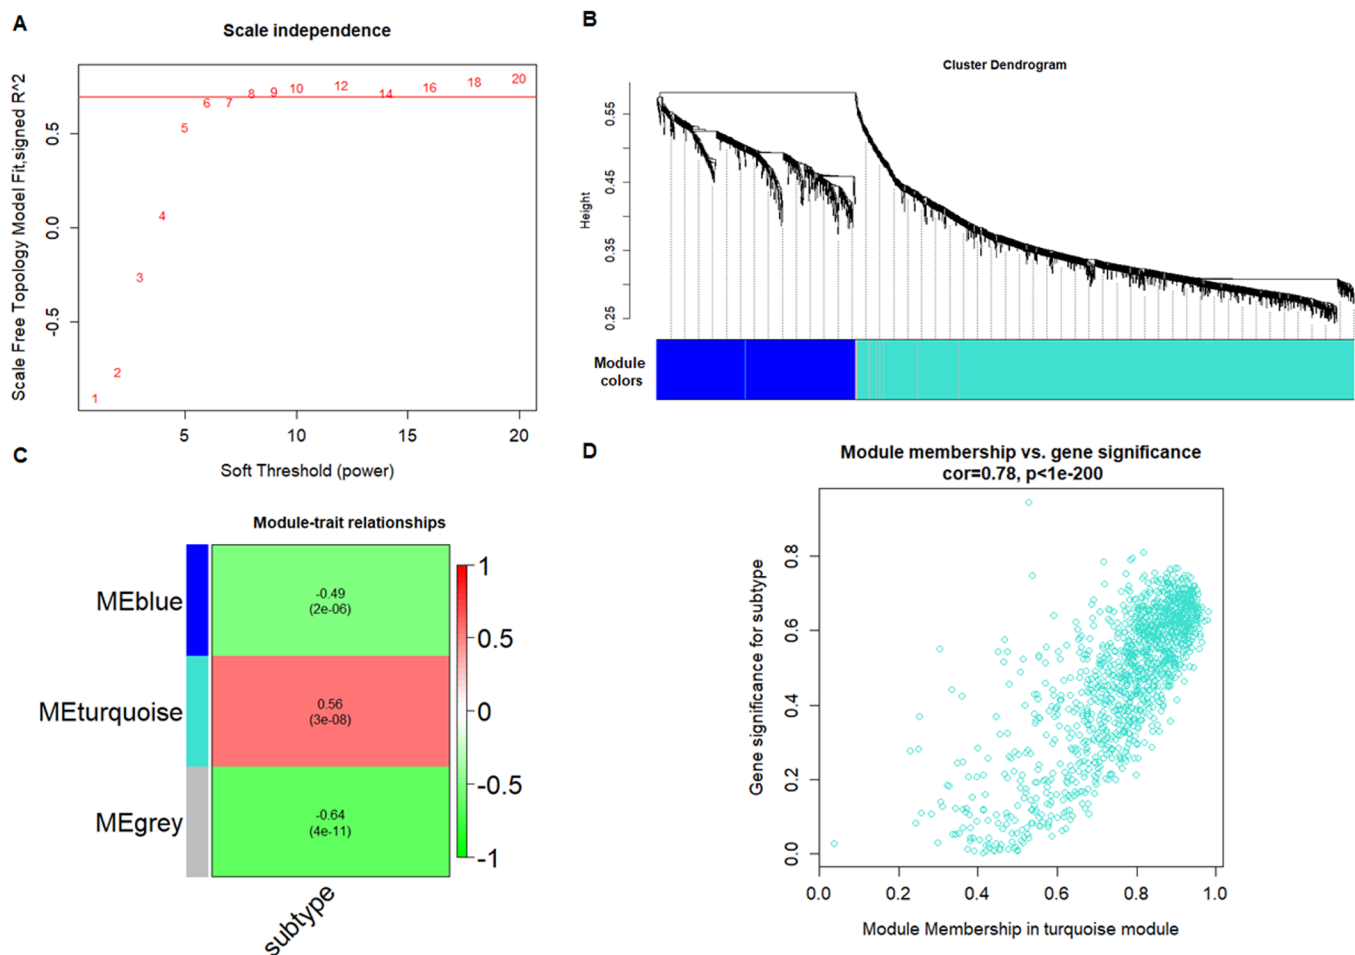 A
Scale independence
Scale Free Topology Model Fit,signed R^2
0.5
0.0
-0.5
1
2
3
4
5
6
7
8
9
10
12
14
16
18
20
5
10
15
20
Soft Threshold (power)
B
Cluster Dendrogram
Height
0.55
0.45
0.35
0.25
Module
colors
C
Module-trait relationships
MEblue
MEturquoise
MEgrey
-0.49
(2e-06)
0.56
(3e-08)
-0.64
(4e-11)
1
0.5
0
-0.5
-1
subtype
D
Module membership vs. gene significance
cor=0.78, p<1e-200
Gene significance for subtype
0.8
0.6
0.4
0.2
0.0
0.0
0.2
0.4
0.6
0.8
1.0
Module Membership in turquoise module